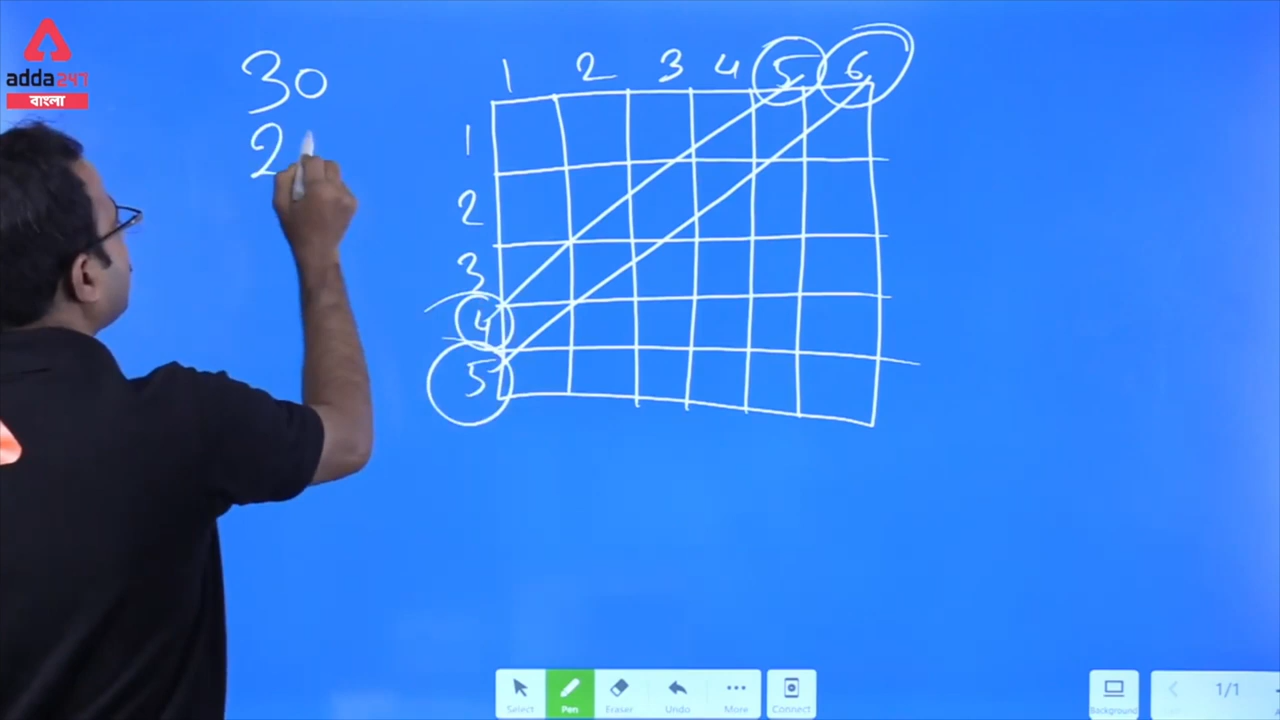 adda247
বাংলা
30
2
1 2 3 4 5 6
1
2
3
4
5
Select Pen Eraser Undo More Connect Background 1/1